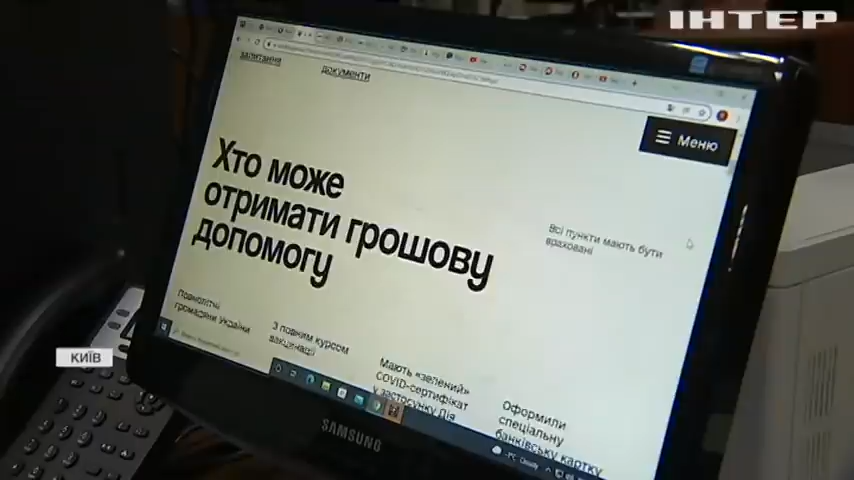 ІНТЕР
запитання
документи
Меню
Хто може
отримати грошову
допомогу
Всі пункти мають бути
враховані
Повнолітні
громадяни України
З повним курсом
вакцинації
Мають «зелений»
COVID-сертифікат
у застосунку Дія
Оформили
спеціальну
банківську картку
КИЇВ
SAMSUNG
Cloudy